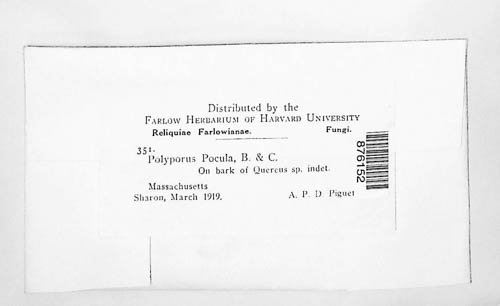 Distributed by the
FARLOW HERBARIUM OF HARVARD UNIVERSITY
Reliquiae Farlowianae. Fungi.
351.
Polyporus Pocula, B. & C.
On bark of Quercus sp. indet.
Massachusetts
Sharon, March 1919. A. P. D. Piguet
876152